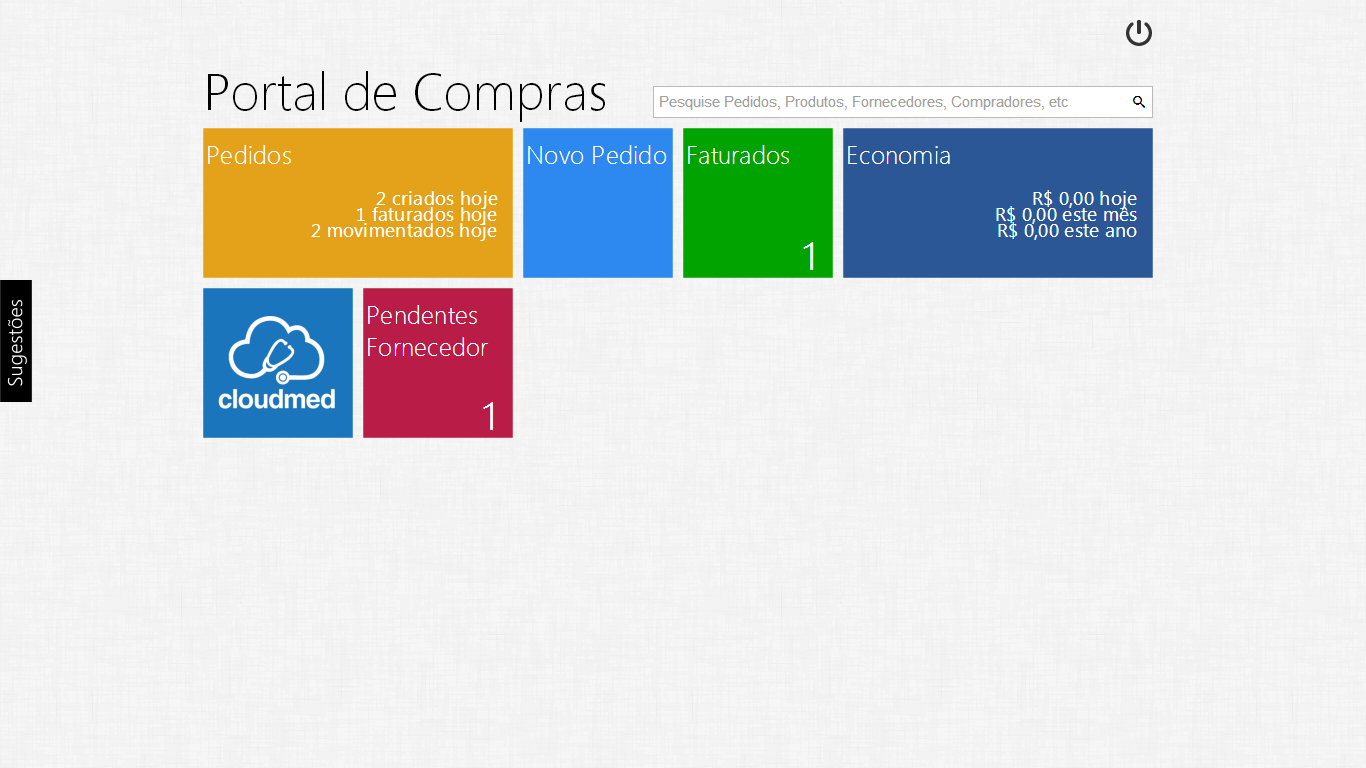 Portal de Compras
Pesquise Pedidos, Produtos, Fornecedores, Compradores, etc
Pedidos
2 criados hoje
1 faturados hoje
2 movimentados hoje
Novo Pedido
Faturados
1
Economia
R$ 0,00 hoje
R$ 0,00 este mês
R$ 0,00 este ano
Sugestões
cloudmed
Pendentes
Fornecedor
1